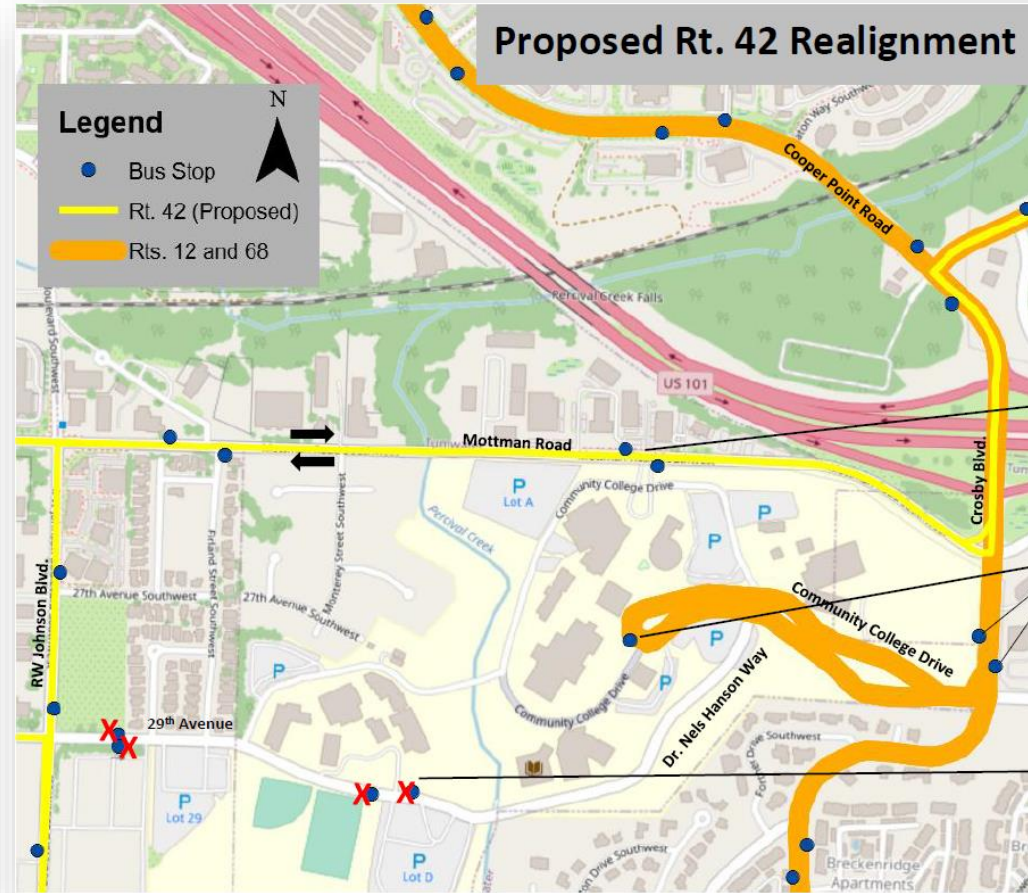 Proposed Rt. 42 Realignment
Legend
N
Bus Stop
Rt. 42 (Proposed)
Rts. 12 and 68
Cooper Point Road
Percival Creek Falls
US 101
Mottman Road
Crosby Blvd.
P
Lot A
Community College Drive
P
P
Percival Creek
RW Johnson Blvd.
27th Avenue Southwest
Firland Street Southwest
Monterey Street Southwest
27th Avenue Southwest
Community College Drive
P
P
P
Community College Drive
Dr. Nels Hanson Way
29th Avenue
X
X
X
X
P
Lot 29
P
Lot D
Breckenridge
Apartments